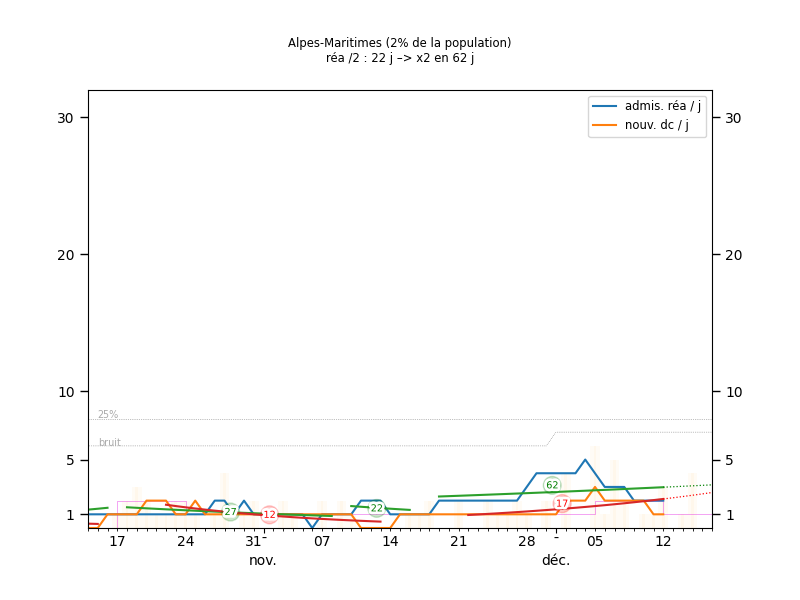 Alpes-Maritimes (2% de la population)
réa /2 : 22 j –> x2 en 62 j
admis. réa / j
nouv. dc / j
30 30
20 20
10 10
25%
bruit
5 5
62
17
22
27
12
1 1
17 24 31 07 14 21 28 - 05 12
nov. déc.